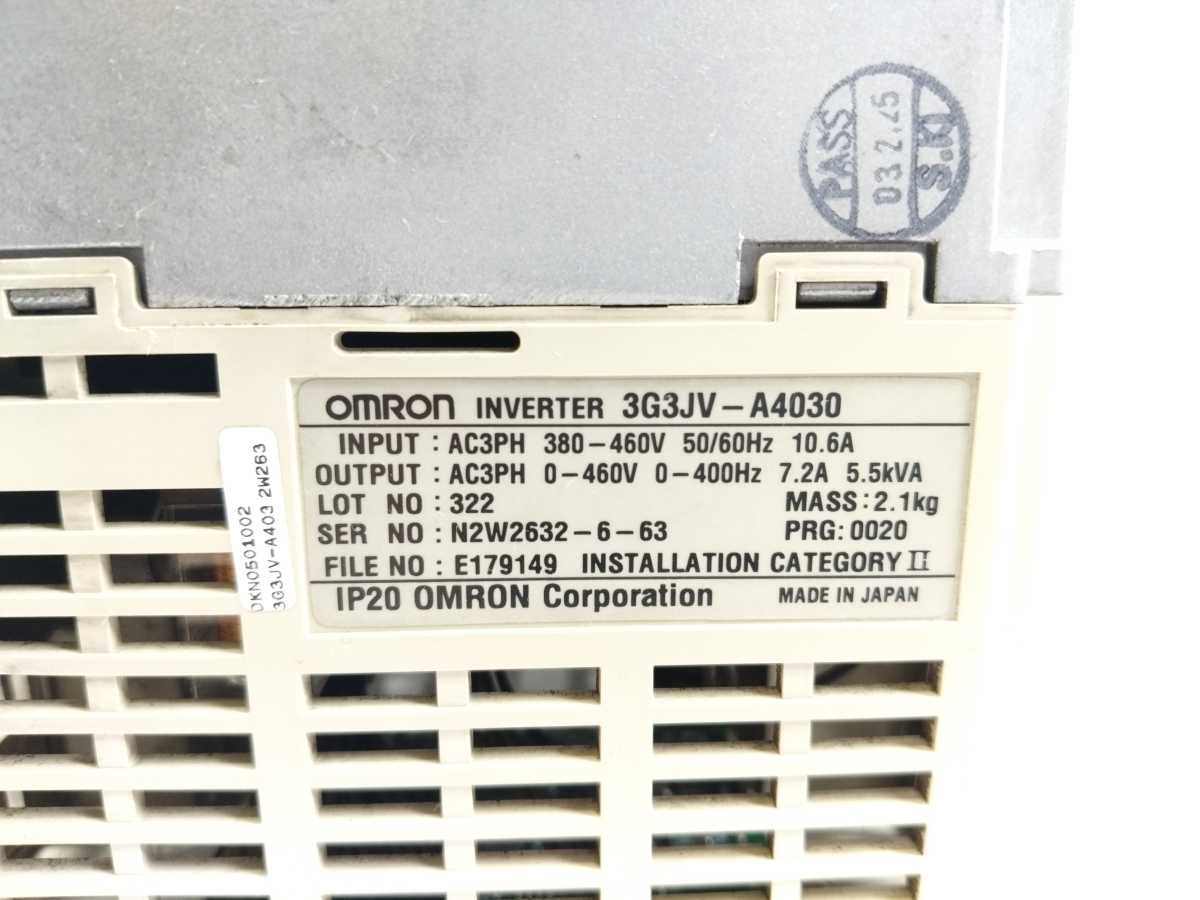 PASS
03.2.25
S.KI
OMRON INVERTER 3G3JV-A4030
INPUT : AC3PH 380-460V 50/60Hz 10.6A
OUTPUT : AC3PH 0-460V 0-400Hz 7.2A 5.5kVA
LOT NO : 322 MASS : 2.1kg
SER NO : N2W2632-6-63 PRG : 0020
FILE NO : E179149 INSTALLATION CATEGORY II
IP20 OMRON Corporation MADE IN JAPAN
DKN0501002
3G3JV-A403 2W263